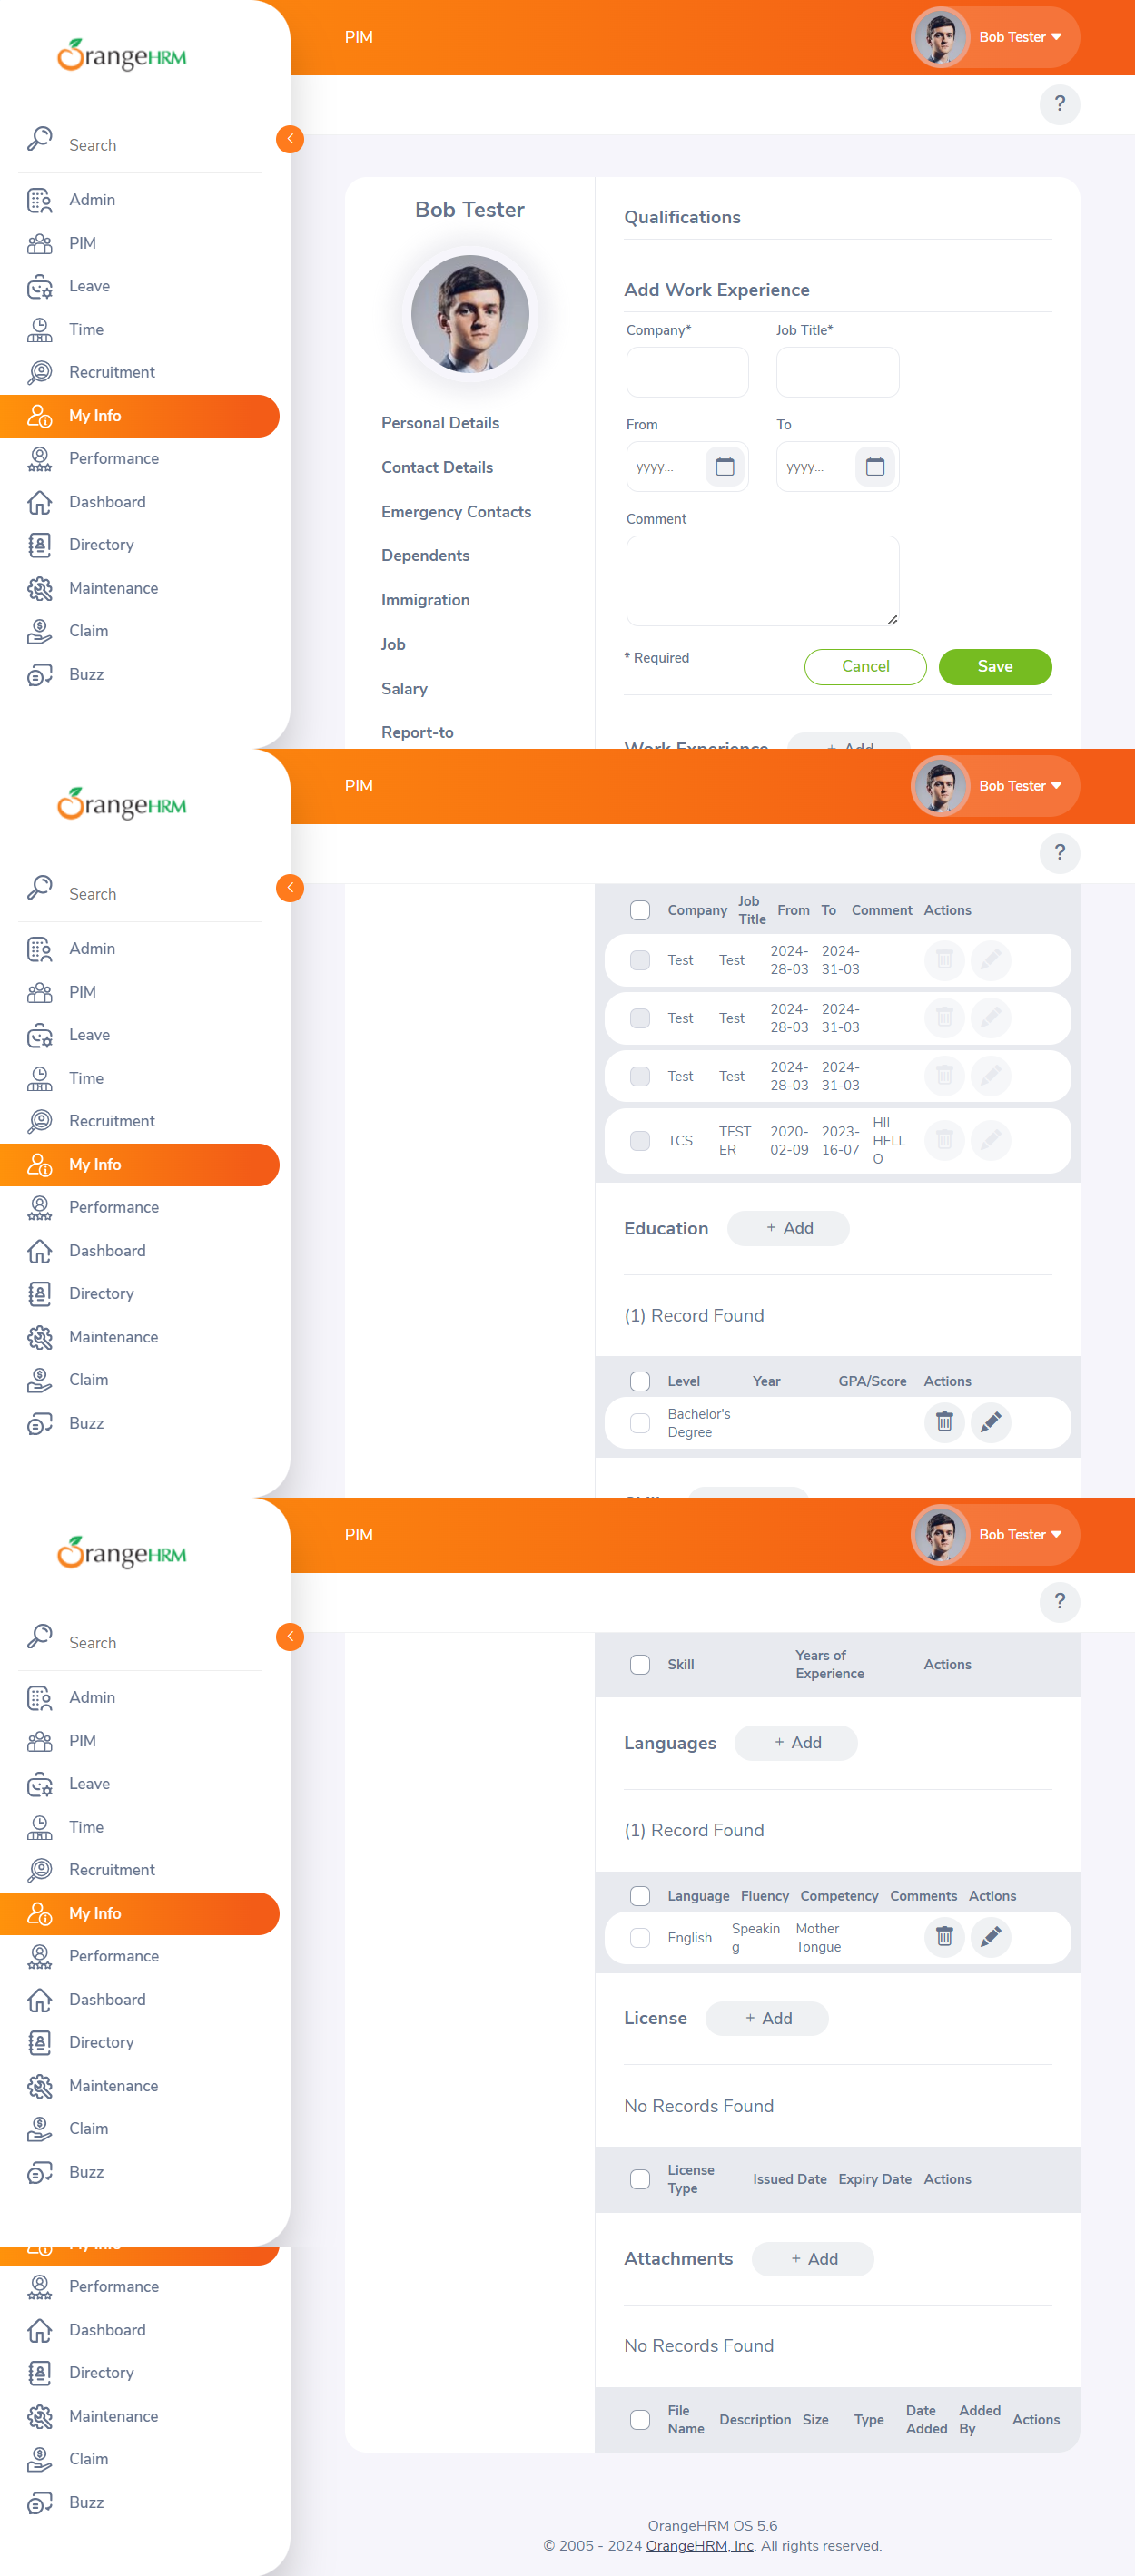 OrangeHRM
PIM
Bob Tester
?
Search
Admin
PIM
Leave
Time
Recruitment
My Info
Performance
Dashboard
Directory
Maintenance
Claim
Buzz
Bob Tester
Personal Details
Contact Details
Emergency Contacts
Dependents
Immigration
Job
Salary
Report-to
Qualifications
Add Work Experience
Company* Job Title*
From To
yyyy... yyyy...
Comment
* Required Cancel Save
Work Experience + Add
OrangeHRM
PIM
Bob Tester
?
Search
Admin
PIM
Leave
Time
Recruitment
My Info
Performance
Dashboard
Directory
Maintenance
Claim
Buzz
Company Job Title From To Comment Actions
Test Test 2024-28-03 2024-31-03
Test Test 2024-28-03 2024-31-03
Test Test 2024-28-03 2024-31-03
TCS TESTER 2020-02-09 2023-16-07 HII HELLO
Education + Add
(1) Record Found
Level Year GPA/Score Actions
Bachelor's Degree
OrangeHRM
PIM
Bob Tester
?
Search
Admin
PIM
Leave
Time
Recruitment
My Info
Performance
Dashboard
Directory
Maintenance
Claim
Buzz
Skill Years of Experience Actions
Languages + Add
(1) Record Found
Language Fluency Competency Comments Actions
English Speaking Mother Tongue
License + Add
No Records Found
License Type Issued Date Expiry Date Actions
Attachments + Add
No Records Found
File Name Description Size Type Date Added Added By Actions
My Info
Performance
Dashboard
Directory
Maintenance
Claim
Buzz
OrangeHRM OS 5.6
© 2005 - 2024 OrangeHRM, Inc. All rights reserved.